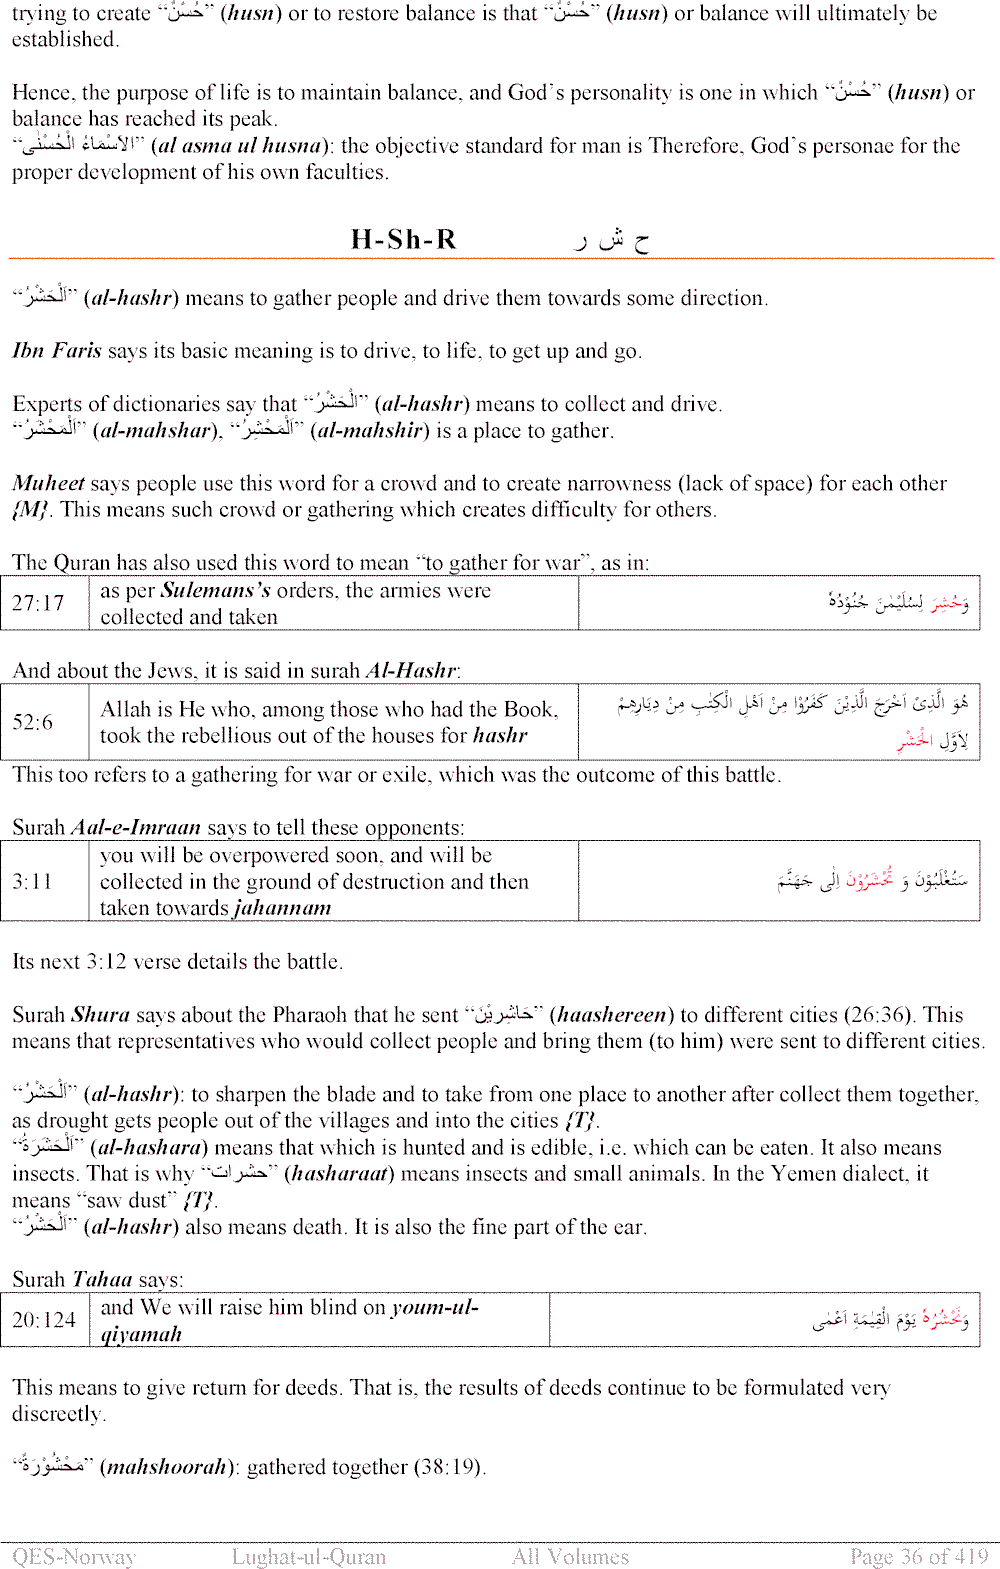 trying to create “حُسْنٌ” (husn) or to restore balance is that “حُسْنٌ” (husn) or balance will ultimately be
established.
Hence, the purpose of life is to maintain balance, and God’s personality is one in which “حُسْنٌ” (husn) or
balance has reached its peak.
“الاَسْمَاءُ الْحُسْنٰى” (al asma ul husna): the objective standard for man is Therefore, God’s personae for the
proper development of his own faculties.
H-Sh-R ح ش ر
“اَلْحَشْرُ” (al-hashr) means to gather people and drive them towards some direction.
Ibn Faris says its basic meaning is to drive, to life, to get up and go.
Experts of dictionaries say that “الْحَشْرُ” (al-hashr) means to collect and drive.
“اَلْمَحْشَرُ” (al-mahshar), “اَلْمَحْشِرُ” (al-mahshir) is a place to gather.
Muheet says people use this word for a crowd and to create narrowness (lack of space) for each other
{M}. This means such crowd or gathering which creates difficulty for others.
The Quran has also used this word to mean “to gather for war”, as in:
27:17 as per Suleman’s’s orders, the armies were
collected and taken
وَحُشِرَ لِسُلَيْمٰنَ جُنُوْدُهٗ
And about the Jews, it is said in surah Al-Hashr:
52:6 Allah is He who, among those who had the Book,
took the rebellious out of the houses for hashr
هُوَ الَّذِىْ اَخْرَجَ الَّذِيْنَ كَفَرُوْا مِنْ اَهْلِ الْكِتٰبِ مِنْ دِيَارِهِمْ
لِاَوَّلِ الْحَشْرِ
This too refers to a gathering for war or exile, which was the outcome of this battle.
Surah Aal-e-Imraan says to tell these opponents:
3:11 you will be overpowered soon, and will be
collected in the ground of destruction and then
taken towards jahannam
سَتُغْلَبُوْنَ وَ تُحْشَرُوْنَ اِلٰى جَهَنَّمَ
Its next 3:12 verse details the battle.
Surah Shura says about the Pharaoh that he sent “حَاشِرِيْنَ” (haashereen) to different cities (26:36). This
means that representatives who would collect people and bring them (to him) were sent to different cities.
“اَلْحَشْرُ” (al-hashr): to sharpen the blade and to take from one place to another after collect them together,
as drought gets people out of the villages and into the cities {T}.
“اَلْحَشَرَةُ” (al-hashara) means that which is hunted and is edible, i.e. which can be eaten. It also means
insects. That is why “حشرات” (hasharaat) means insects and small animals. In the Yemen dialect, it
means “saw dust” {T}.
“اَلْحَشْرُ” (al-hashr) also means death. It is also the fine part of the ear.
Surah Tahaa says:
20:124 and We will raise him blind on youm-ul-
qiyamah
وَنَحْشُرُهٗ يَوْمَ الْقِيٰمَةِ اَعْمٰى
This means to give return for deeds. That is, the results of deeds continue to be formulated very
discreetly.
“مَحْشُوْرَةٌ” (mahshoorah): gathered together (38:19).
QES-Norway Lughat-ul-Quran All Volumes Page 36 of 419